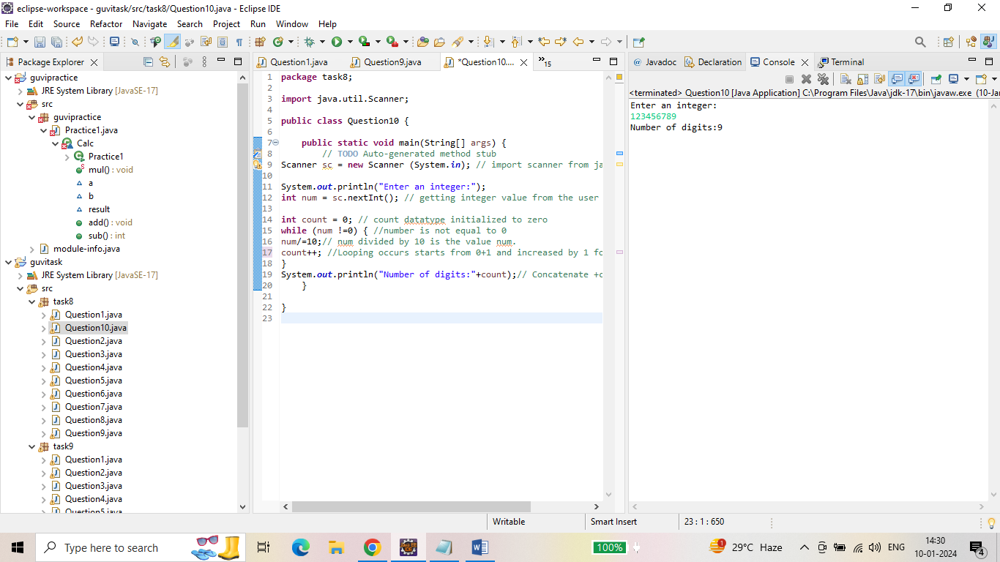 eclipse-workspace - guvitask/src/task8/Question10.java - Eclipse IDE
File Edit Source Refactor Navigate Search Project Run Window Help
Package Explorer
guvipractice
JRE System Library [JavaSE-17]
src
guvipractice
Practice1.java
Calc
Practice1
mul() : void
a
b
result
add() : void
sub() : int
module-info.java
guvitask
JRE System Library [JavaSE-17]
src
task8
Question1.java
Question10.java
Question2.java
Question3.java
Question4.java
Question5.java
Question6.java
Question7.java
Question8.java
Question9.java
task9
Question1.java
Question2.java
Question3.java
Question4.java
Question5.java
Question1.java Question9.java *Question10.... »15
1 package task8;
2
3 import java.util.Scanner;
4
5 public class Question10 {
6
7 public static void main(String[] args) {
8 // TODO Auto-generated method stub
9 Scanner sc = new Scanner (System.in); // import scanner from ja
10
11 System.out.println("Enter an integer:");
12 int num = sc.nextInt(); // getting integer value from the user
13
14 int count = 0; // count datatype initialized to zero
15 while (num !=0) { //number is not equal to 0
16 num/=10;// num divided by 10 is the value num.
17 count++; //Looping occurs starts from 0+1 and increased by 1 fo
18 }
19 System.out.println("Number of digits:"+count);// Concatenate +c
20 }
21
22 }
23
@ Javadoc Declaration Console Terminal
<terminated> Question10 [Java Application] C:\Program Files\Java\jdk-17\bin\javaw.exe (10-Jan
Enter an integer:
123456789
Number of digits:9
Writable Smart Insert 23 : 1 : 650
Type here to search
100%
1
29°C Haze
ENG
14:30
10-01-2024
4